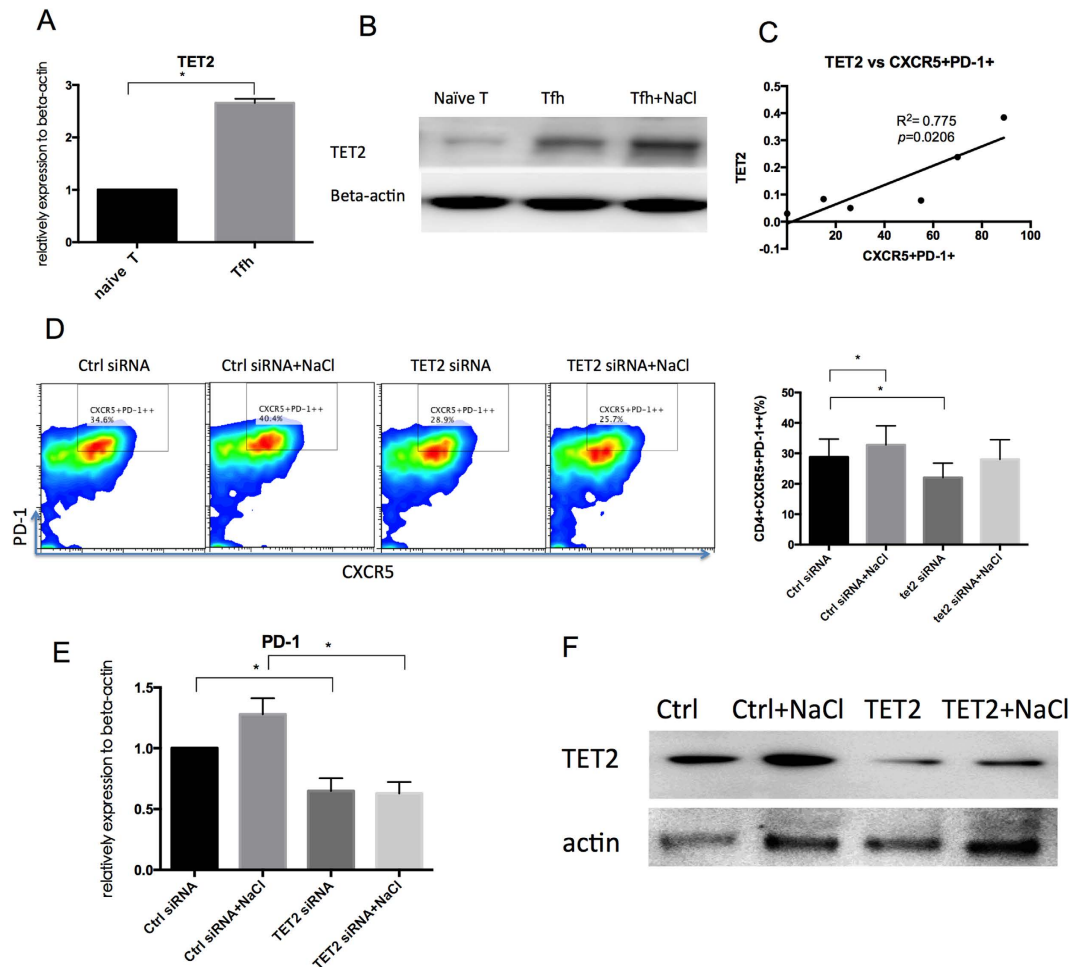 A
TET2
*
relatively expression to beta-actin
3
2
1
0
naive T
Tfh
B
Naïve T Tfh Tfh+NaCl
TET2
Beta-actin
C
TET2 vs CXCR5+PD-1+
R²= 0.775
p=0.0206
TET2
0.5
0.4
0.3
0.2
0.1
0.0
-0.1
20 40 60 80 100
CXCR5+PD-1+
D
Ctrl siRNA Ctrl siRNA+NaCl TET2 siRNA TET2 siRNA+NaCl
CXCR5+PD-1++
34.6%
CXCR5+PD-1++
40.4%
CXCR5+PD-1++
28.9%
CXCR5+PD-1++
25.7%
PD-1
CXCR5
*
*
CD4+CXCR5+PD-1++(%)
50
40
30
20
10
0
Ctrl siRNA
Ctrl siRNA+NaCl
tet2 siRNA
tet2 siRNA+NaCl
E
PD-1
*
*
relatively expression to beta-actin
1.5
1.0
0.5
0.0
Ctrl siRNA
Ctrl siRNA+NaCl
TET2 siRNA
TET2 siRNA+NaCl
F
Ctrl Ctrl+NaCl TET2 TET2+NaCl
TET2
actin